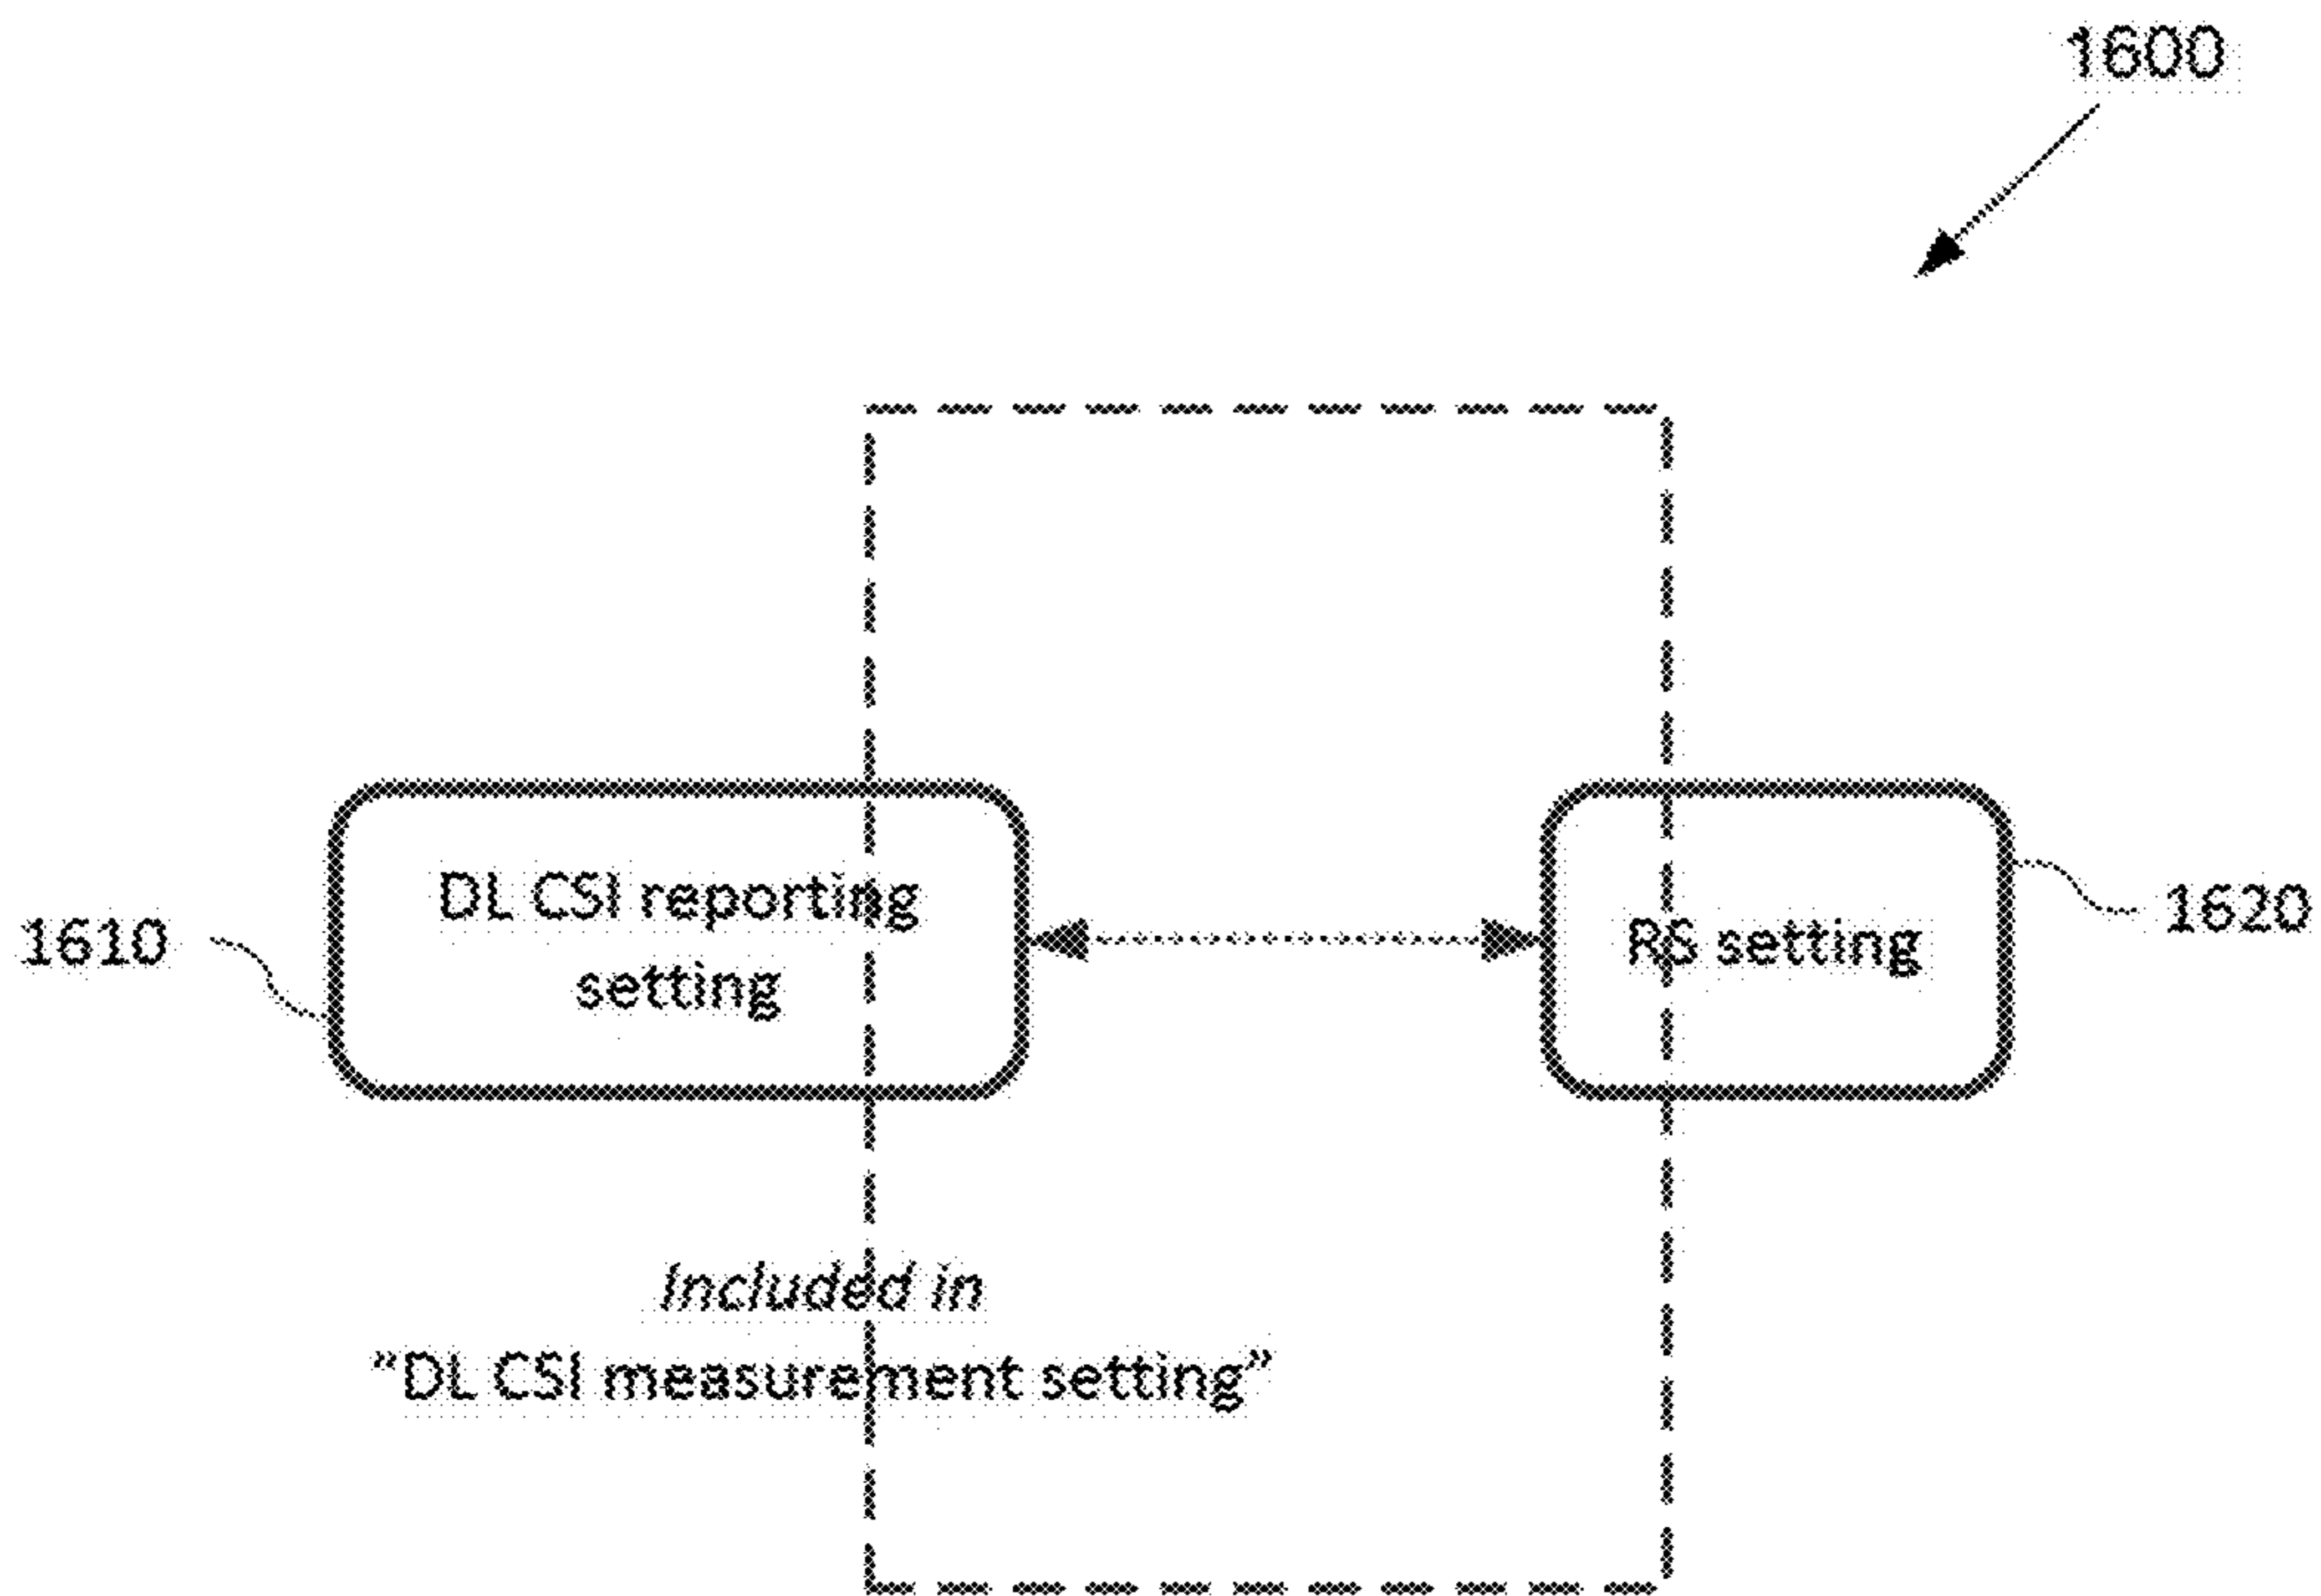 1600
DL CSI reporting
setting
1610
RS setting
1620
Included in
"DL CSI measurement setting"